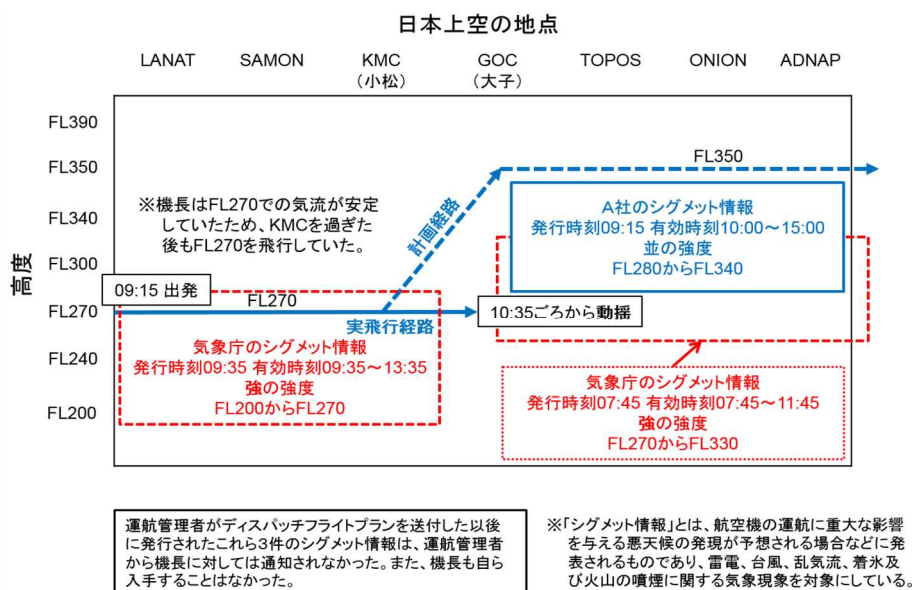 日本上空の地点
LANAT SAMON KMC GOC TOPOS ONION ADNAP
（小松） （大子）
高度
FL390
FL350
FL340
FL300
FL270
FL240
FL200
FL350
※機長はFL270での気流が安定
していたため、KMCを過ぎた
後もFL270を飛行していた。
計画経路
A社のシグメット情報
発行時刻09:15 有効時刻10:00～15:00
並の強度
FL280からFL340
09:15 出発
FL270
実飛行経路
10:35ごろから動揺
気象庁のシグメット情報
発行時刻09:35 有効時刻09:35～13:35
強の強度
FL200からFL270
気象庁のシグメット情報
発行時刻07:45 有効時刻07:45～11:45
強の強度
FL270からFL330
運航管理者がディスパッチフライトプランを送付した以後
に発行されたこれら３件のシグメット情報は、運航管理者
から機長に対しては通知されなかった。また、機長も自ら
入手することはなかった。
※「シグメット情報」とは、航空機の運航に重大な影響
を与える悪天候の発現が予想される場合などに発
表されるものであり、雷電、台風、乱気流、着氷及
び火山の噴煙に関する気象現象を対象にしている。